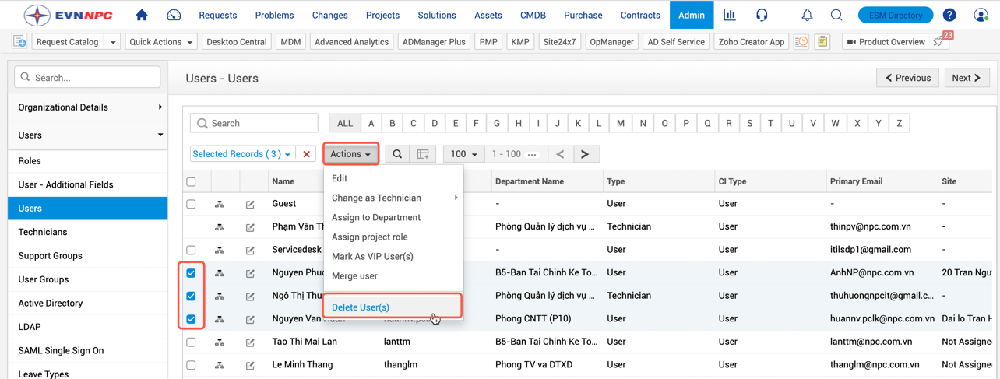 EVNNPC Requests Problems Changes Projects Solutions Assets CMDB Purchase Contracts Admin ESM Directory ?
Request Catalog Quick Actions Desktop Central MDM Advanced Analytics ADManager Plus PMP KMP Site24x7 OpManager AD Self Service Zoho Creator App Product Overview 23
Search...
Organizational Details
Users
Roles
User - Additional Fields
Users
Technicians
Support Groups
User Groups
Active Directory
LDAP
SAML Single Sign On
Leave Types
Users - Users Previous Next
Search ALL A B C D E F G H I J K L M N O P Q R S T U V W X Y Z
Selected Records ( 3 ) Actions 100 1 - 100 ...
Edit
Change as Technician
Assign to Department
Assign project role
Mark As VIP User(s)
Merge user
Delete User(s)
Name Department Name Type CI Type Primary Email Site
Guest - User User - -
Phạm Văn Th Phòng Quản lý dịch vụ ... Technician User thinpv@npc.com.vn -
Servicedesk - User User itilsdp1@gmail.com -
Nguyen Phuc B5-Ban Tai Chinh Ke To... User User AnhNP@npc.com.vn 20 Tran Ngu
Ngô Thị Thu Phòng Quản lý dịch vụ ... Technician User thuhuongnpcit@gmail.c... -
Nguyen Van Huan huannv.pclk Phong CNTT (P10) User User huannv.pclk@npc.com.vn Dai lo Tran H
Tao Thi Mai Lan lanttm B5-Ban Tai Chinh Ke To... User User lanttm@npc.com.vn Not Assigne
Le Minh Thang thanglm Phong TV va DTXD User User thanglm@npc.com.vn Not Assigne